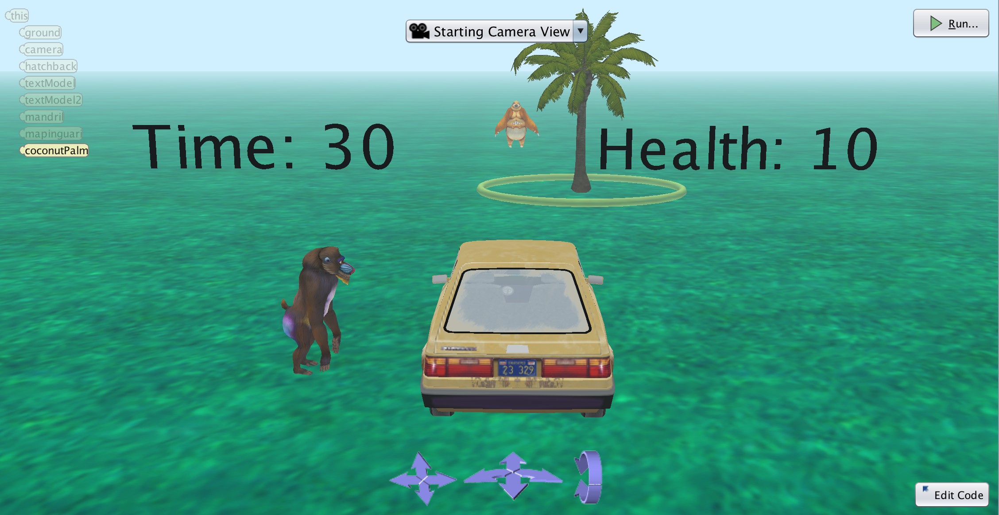 this
ground
camera
hatchback
textModel
textModel2
mandril
mapinguari
coconutPalm
Starting Camera View
Run...
Time: 30
Health: 10
23 329
Edit Code